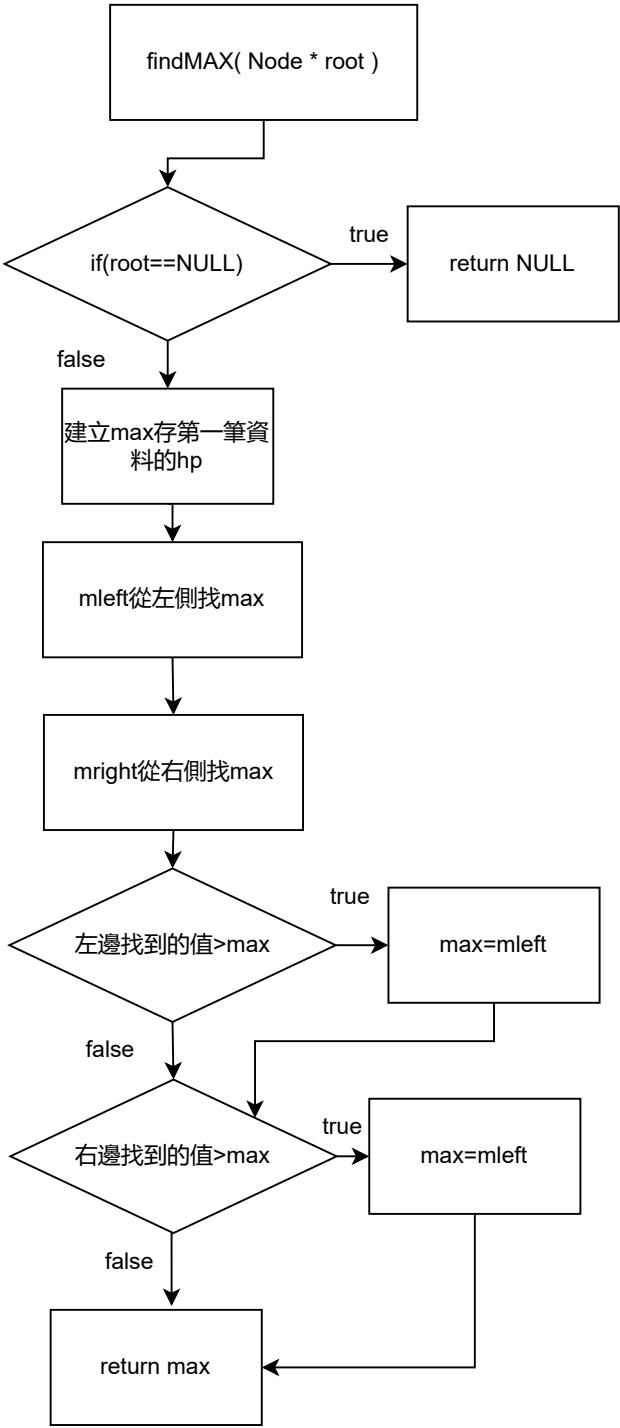 findMAX( Node * root )
if(root==NULL)
true
return NULL
false
建立max存第一筆資
料的hp
mleft從左側找max
mright從右側找max
左邊找到的值>max
true
max=mleft
false
右邊找到的值>max
true
max=mleft
false
return max